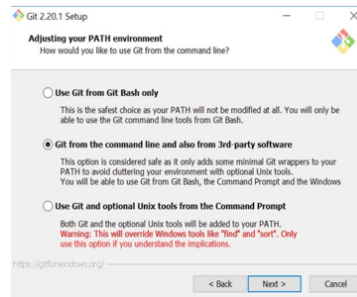 Git 2.20.1 Setup
Adjusting your PATH environment
How would you like to use Git from the command line?
Use Git from Git Bash only
This is the safest choice as your PATH will not be modified at all. You will only be
able to use the Git command line tools from Git Bash.
Git from the command line and also from 3rd-party software
This option is considered safe as it only adds some minimal Git wrappers to your
PATH to avoid cluttering your environment with optional Unix tools.
You will be able to use Git from Git Bash, the Command Prompt and the Windows
Use Git and optional Unix tools from the Command Prompt
Both Git and the optional Unix tools will be added to your PATH.
Warning: This will override Windows tools like "find" and "sort". Only
use this option if you understand the implications.
https://gitforwindows.org/
< Back
Next >
Cancel